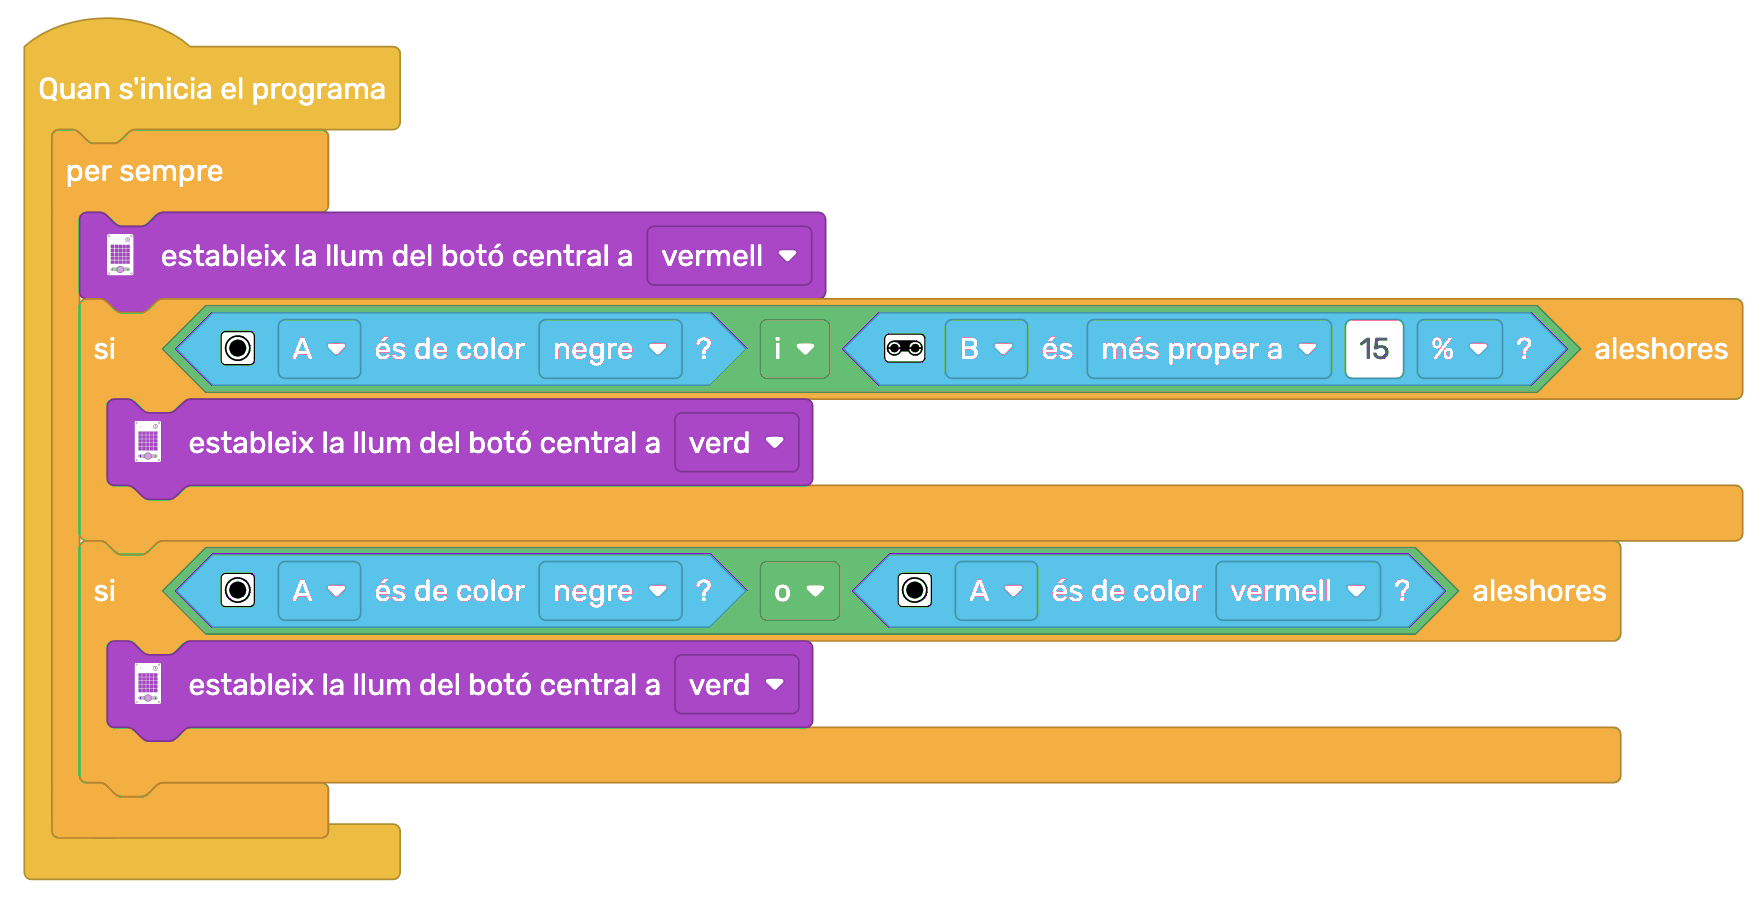 Quan s'inicia el programa
per sempre
estableix la llum del botó central a vermell
si A és de color negre ? i B és més proper a 15 % ? aleshores
estableix la llum del botó central a verd
si A és de color negre ? o A és de color vermell ? aleshores
estableix la llum del botó central a verd